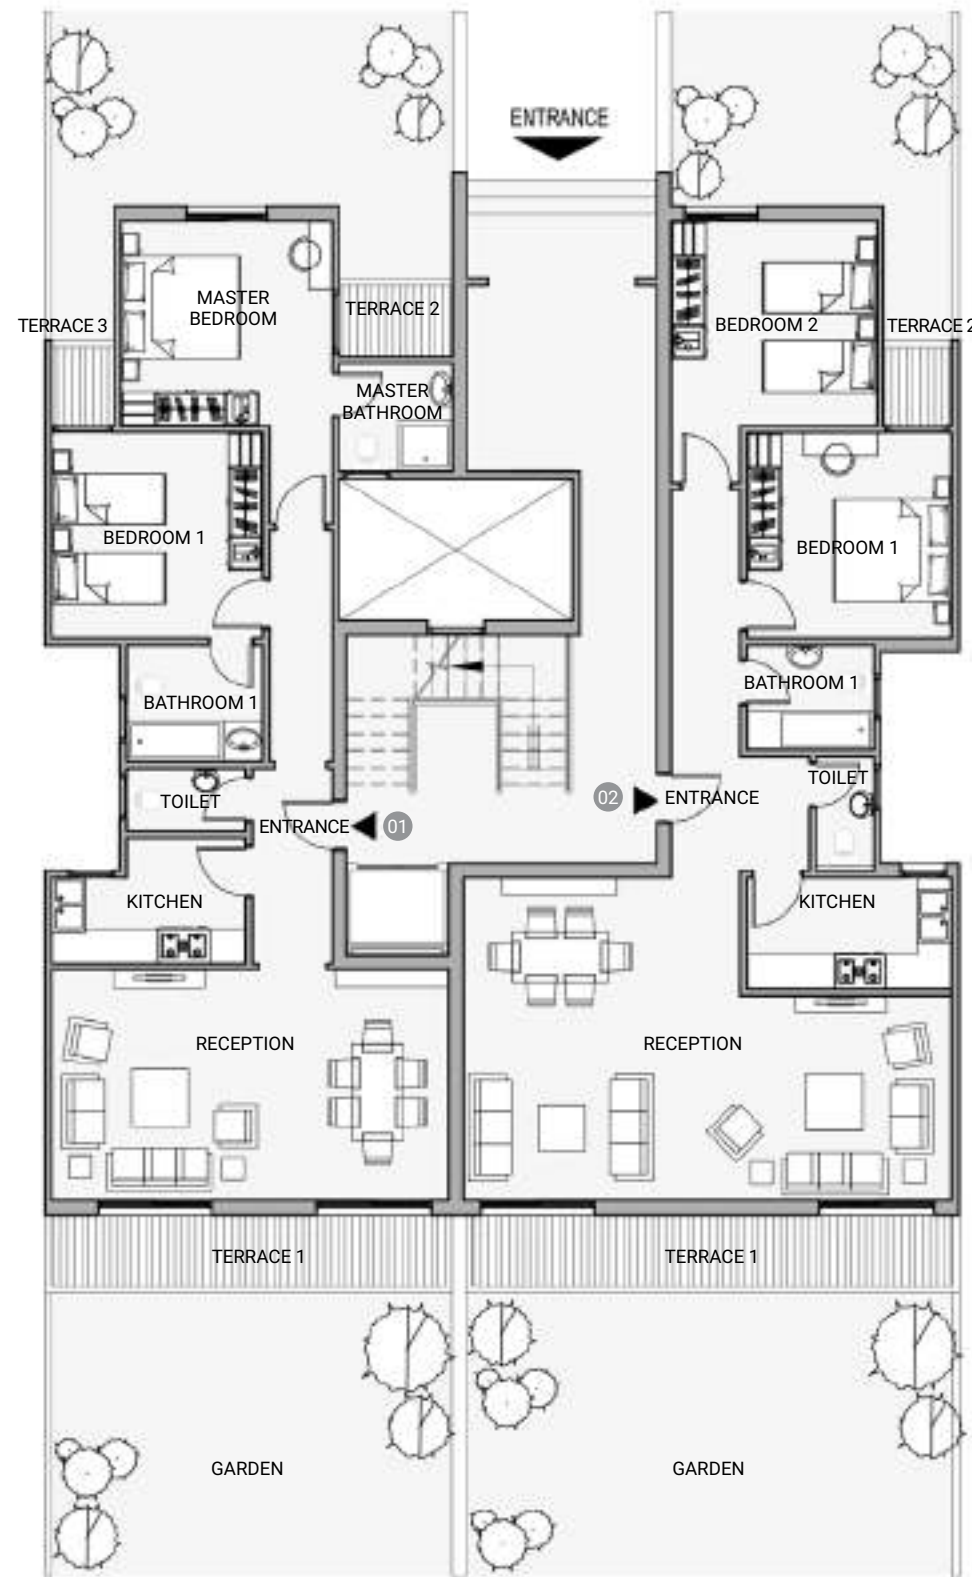 ENTRANCE
MASTER
BEDROOM
TERRACE 2
TERRACE 3
BEDROOM 2
TERRACE 2
MASTER
BATHROOM
BEDROOM 1
BEDROOM 1
BATHROOM 1
BATHROOM 1
TOILET
TOILET
ENTRANCE
01
02
ENTRANCE
KITCHEN
KITCHEN
RECEPTION
RECEPTION
TERRACE 1
TERRACE 1
GARDEN
GARDEN